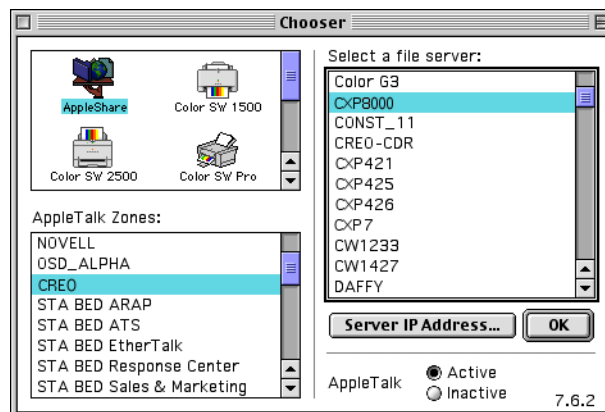 Chooser
AppleShare
Color SW 1500
Color SW 2500
Color SW Pro
AppleTalk Zones:
NOVELL
OSD_ALPHA
CREO
STA BED ARAP
STA BED ATS
STA BED EtherTalk
STA BED Response Center
STA BED Sales & Marketing
Select a file server:
Color G3
CXP8000
CONST_11
CREO-CDR
CXP421
CXP425
CXP426
CXP7
CW1233
CW1427
DAFFY
Server IP Address...
OK
AppleTalk
Active
Inactive
7.6.2